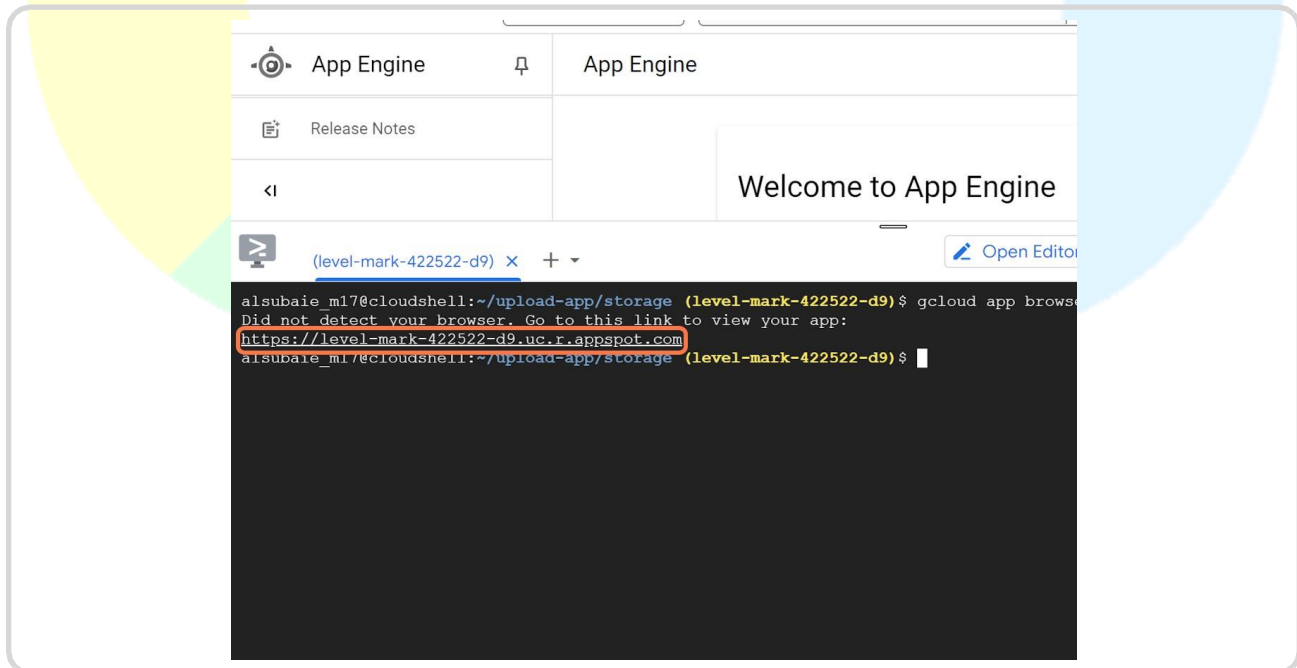 App Engine
App Engine
Release Notes
Welcome to App Engine
(level-mark-422522-d9)
Open Editor
alsubaie_m17@cloudshell:~/upload-app/storage (level-mark-422522-d9)$ gcloud app browse
Did not detect your browser. Go to this link to view your app:
https://level-mark-422522-d9.uc.r.appspot.com
alsubaie_m17@cloudshell:~/upload-app/storage (level-mark-422522-d9)$